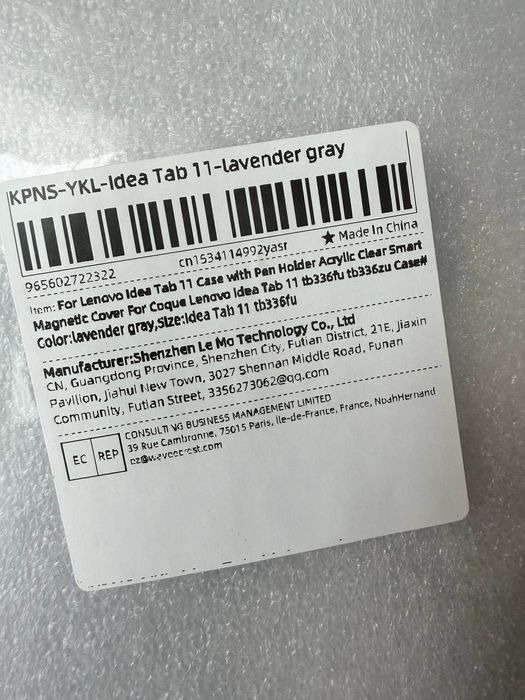 KPNS-YKL-Idea Tab 11-lavender gray
965602722322
cn1534114992yasr
★ Made In China
Item: For Lenovo Idea Tab 11 Case with Pen Holder Acrylic Clear Smart
Magnetic Cover For Coque Lenovo Idea Tab 11 tb336fu tb336zu Case#
Color:lavender gray,Size:Idea Tab 11 tb336fu
Manufacturer:Shenzhen Le Mo Technology Co., Ltd
CN, Guangdong Province, Shenzhen City, Futian District, 21E, Jiaxin
Pavilion, Jiahui New Town, 3027 Shennan Middle Road, Funan
Community, Futian Street, 3356273062@qq.com
EC REP
CONSULTING BUSINESS MANAGEMENT LIMITED
39 Rue Cambronne, 75015 Paris, Île-de-France, France, NoahHernand